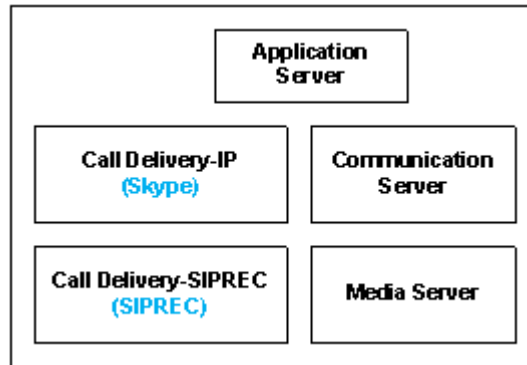 Application
Server
Call Delivery-IP
(Skype)
Communication
Server
Call Delivery-SIPREC
(SIPREC)
Media Server